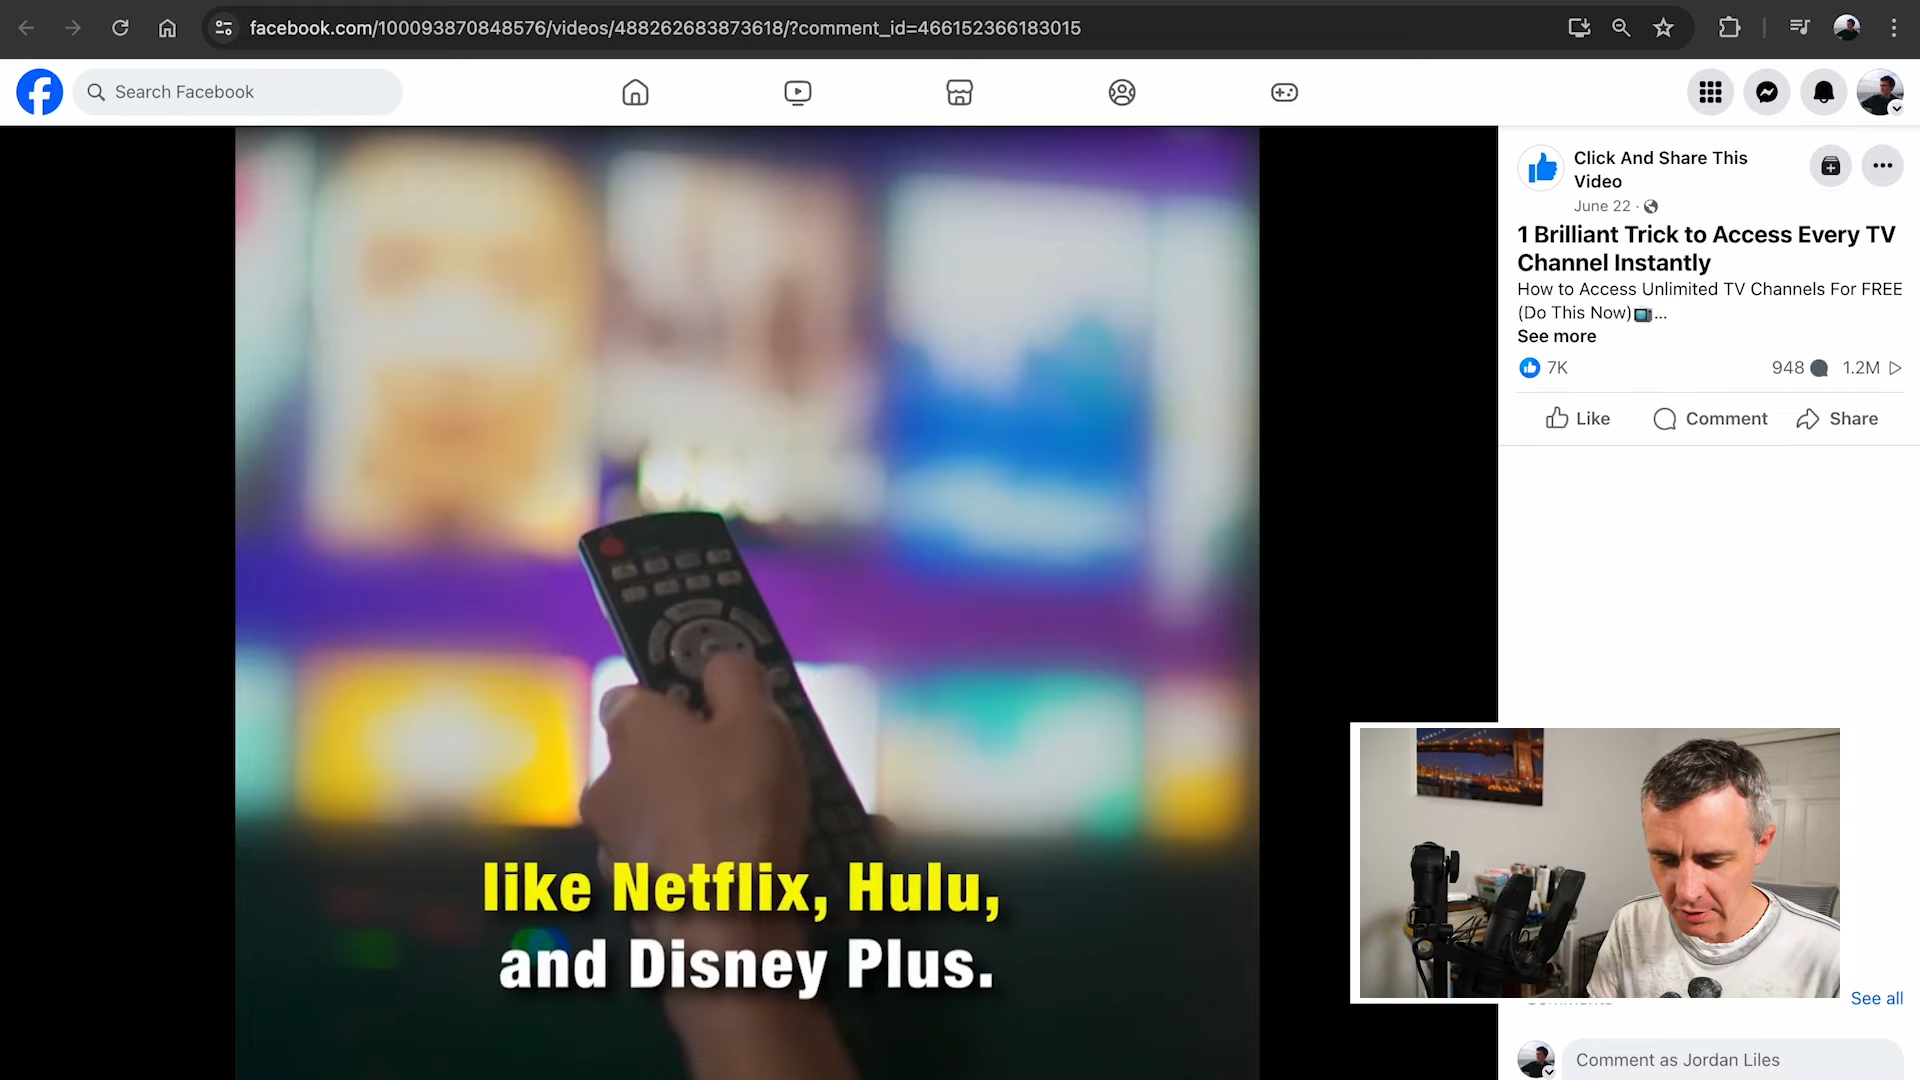 facebook.com/100093870848576/videos/488262683873618/?comment_id=466152366183015
Search Facebook
Click And Share This
Video
June 22 ·
1 Brilliant Trick to Access Every TV
Channel Instantly
How to Access Unlimited TV Channels For FREE
(Do This Now)📺...
See more
7K
948
1.2M
Like
Comment
Share
like Netflix, Hulu,
and Disney Plus.
See all
Comment as Jordan Liles